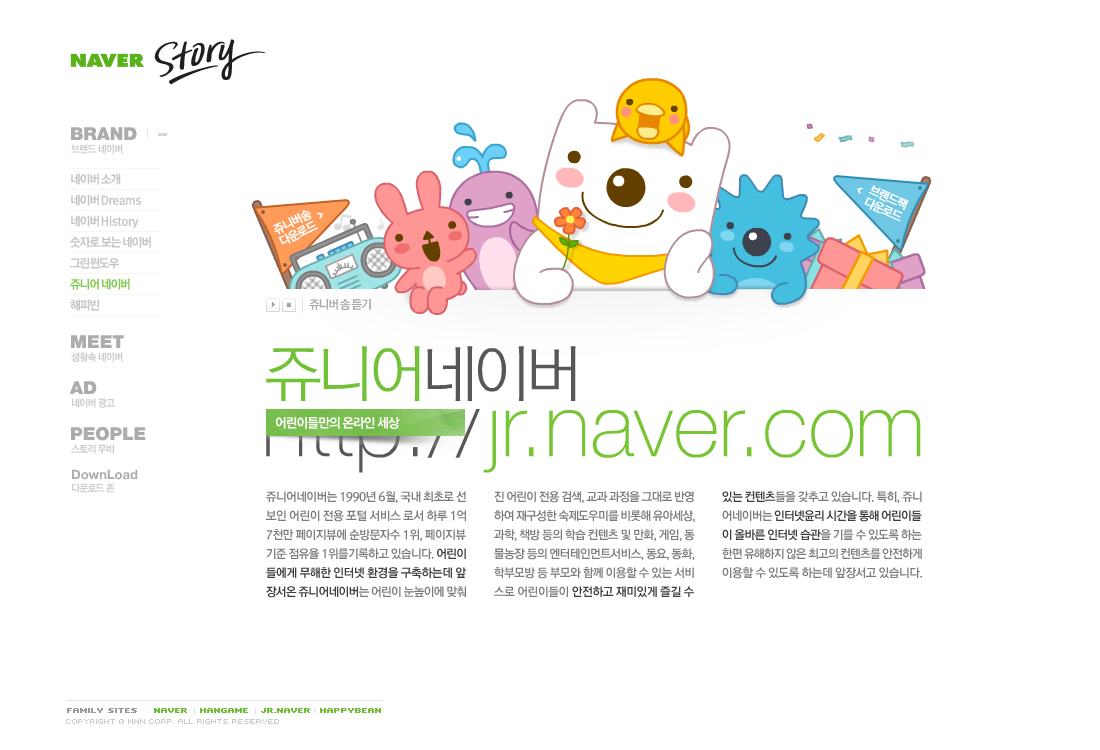 NAVER Story
BRAND
브랜드 네이버
네이버 소개
네이버 Dreams
네이버 History
숫자로 보는 네이버
그린윈도우
쥬니어 네이버
해피빈
MEET
생활속 네이버
AD
네이버 광고
PEOPLE
스토리 무비
DownLoad
다운로드 존
쥬니버송
다운로드
브랜드팩
다운로드
쥬니버 송 듣기
쥬니어네이버
어린이들만의 온라인 세상
http://jr.naver.com
쥬니어네이버는 1990년 6월, 국내 최초로 선
보인 어린이 전용 포털 서비스 로서 하루 1억
7천만 페이지뷰에 순방문자수 1위, 페이지뷰
기준 점유율 1위를기록하고 있습니다. 어린이
들에게 무해한 인터넷 환경을 구축하는데 앞
장서온 쥬니어네이버는 어린이 눈높이에 맞춰
진 어린이 전용 검색, 교과 과정을 그대로 반영
하여 재구성한 숙제도우미를 비롯해 유아세상,
과학, 책방 등의 학습 컨텐츠 및 만화, 게임, 동
물농장 등의 엔터테인먼트서비스, 동요, 동화,
학부모방 등 부모와 함께 이용할 수 있는 서비
스로 어린이들이 안전하고 재미있게 즐길 수
있는 컨텐츠들을 갖추고 있습니다. 특히, 쥬니
어네이버는 인터넷윤리 시간을 통해 어린이들
이 올바른 인터넷 습관을 기를 수 있도록 하는
한편 유해하지 않은 최고의 컨텐츠를 안전하게
이용할 수 있도록 하는데 앞장서고 있습니다.
FAMILY SITES NAVER HANGAME JR.NAVER HAPPYBEAN
COPYRIGHT @ NHN CORP. ALL RIGHTS RESERVED